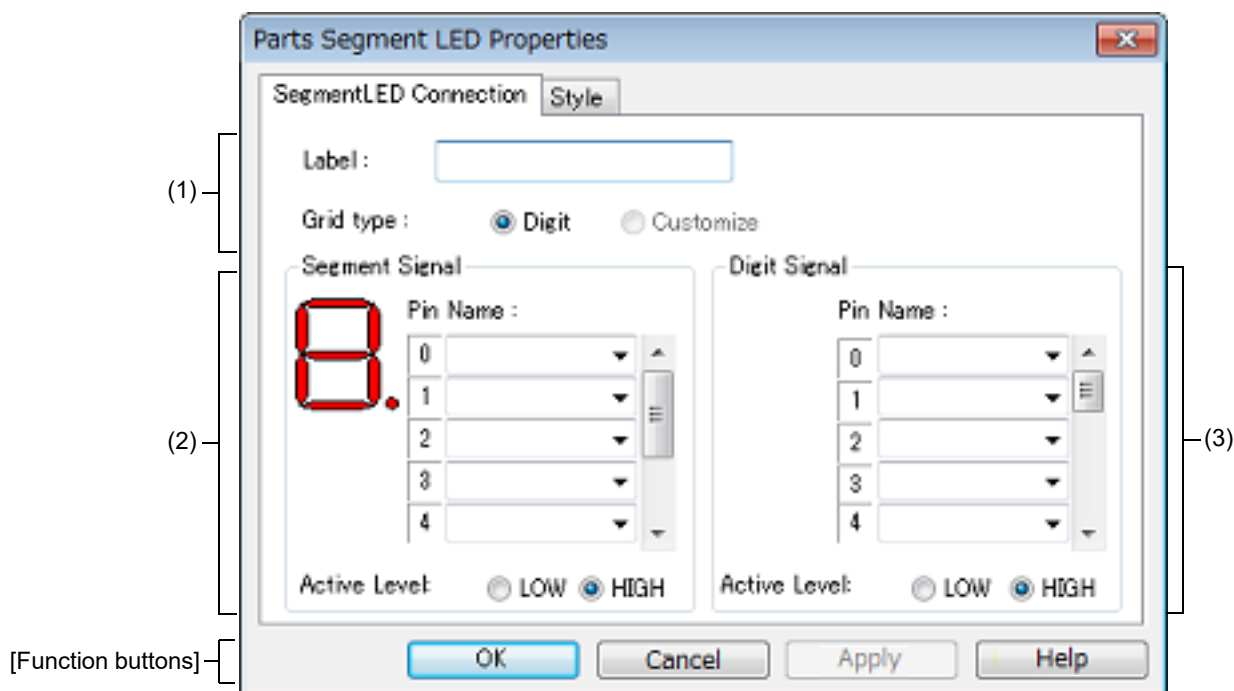 Parts Segment LED Properties
SegmentLED Connection Style
(1)
Label :
Grid type : Digit Customize
(2)
Segment Signal
Pin Name :
0
1
2
3
4
Active Level: LOW HIGH
Digit Signal
Pin Name :
0
1
2
3
4
Active Level: LOW HIGH
(3)
[Function buttons]
OK Cancel Apply Help